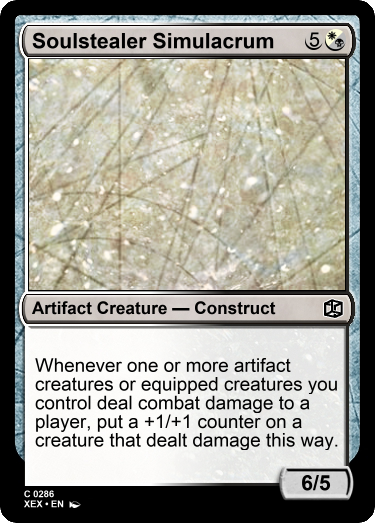 Soulstealer Simulacrum 5
Artifact Creature — Construct
Whenever one or more artifact
creatures or equipped creatures you
control deal combat damage to a
player, put a +1/+1 counter on a
creature that dealt damage this way.
6/5
C 0286
XEX • EN